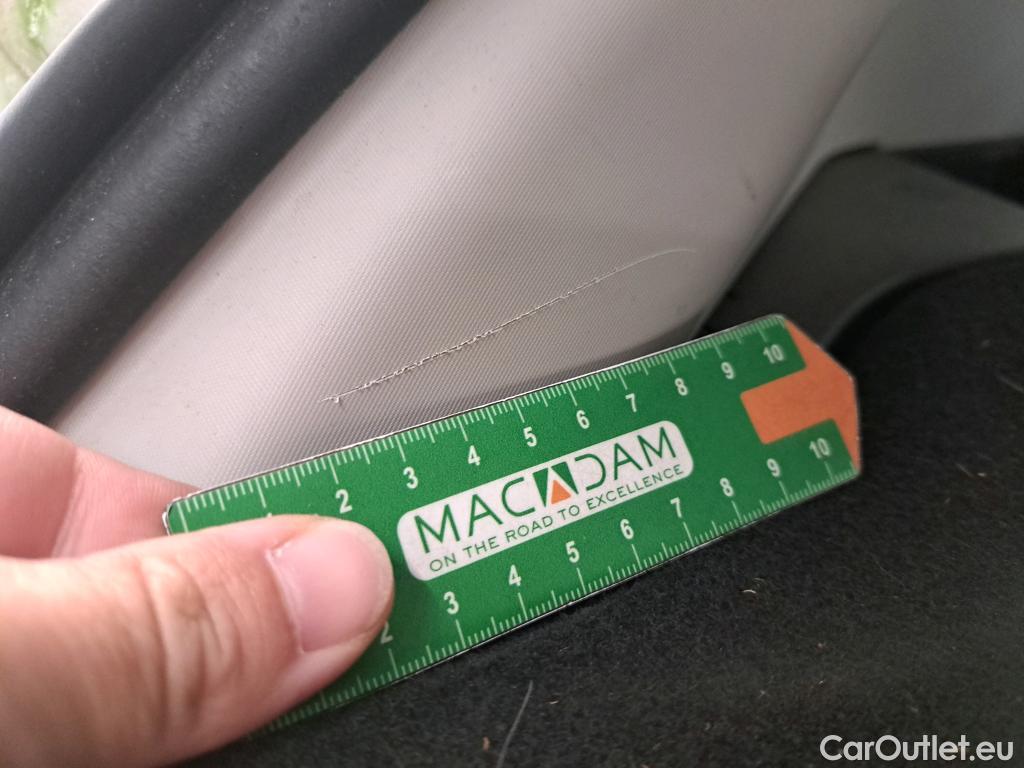 2 3 4 5 6 7 8 9 10
MACADAM
ON THE ROAD TO EXCELLENCE
2 3 4 5 6 7 8 9 10
CarOutlet.eu